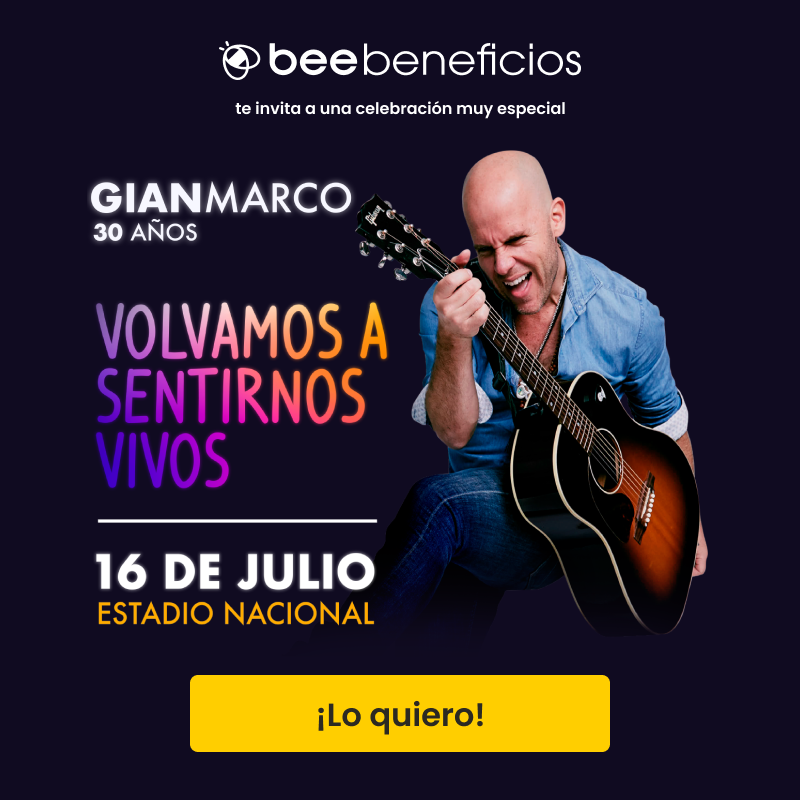 beebeneficios
te invita a una celebración muy especial
GIANMARCO
30 AÑOS
VOLVAMOS A
SENTIRNOS
VIVOS
16 DE JULIO
ESTADIO NACIONAL
Gibson
¡Lo quiero!